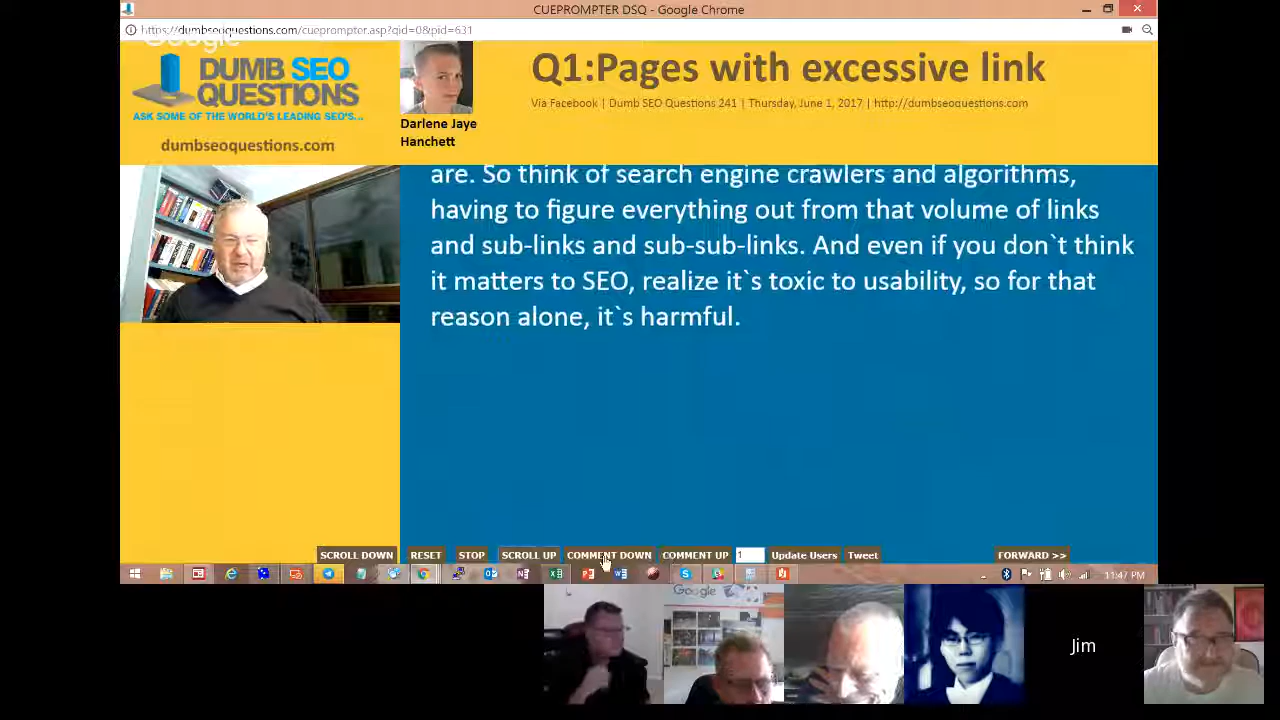 CUEPROMPTER DSQ - Google Chrome
https://dumbseoquestions.com/cueprompter.asp?qid=0&pid=631
Google
DUMB SEO
QUESTIONS
ASK SOME OF THE WORLD'S LEADING SEO'S...
dumbseoquestions.com
Darlene Jaye
Hanchett
Q1:Pages with excessive link
Via Facebook | Dumb SEO Questions 241 | Thursday, June 1, 2017 | http://dumbseoquestions.com
are. So think of search engine crawlers and algorithms,
having to figure everything out from that volume of links
and sub-links and sub-sub-links. And even if you don`t think
it matters to SEO, realize it`s toxic to usability, so for that
reason alone, it`s harmful.
SCROLL DOWN RESET STOP SCROLL UP COMMENT DOWN COMMENT UP 1 Update Users Tweet FORWARD >>
11:47 PM
Google
Jim